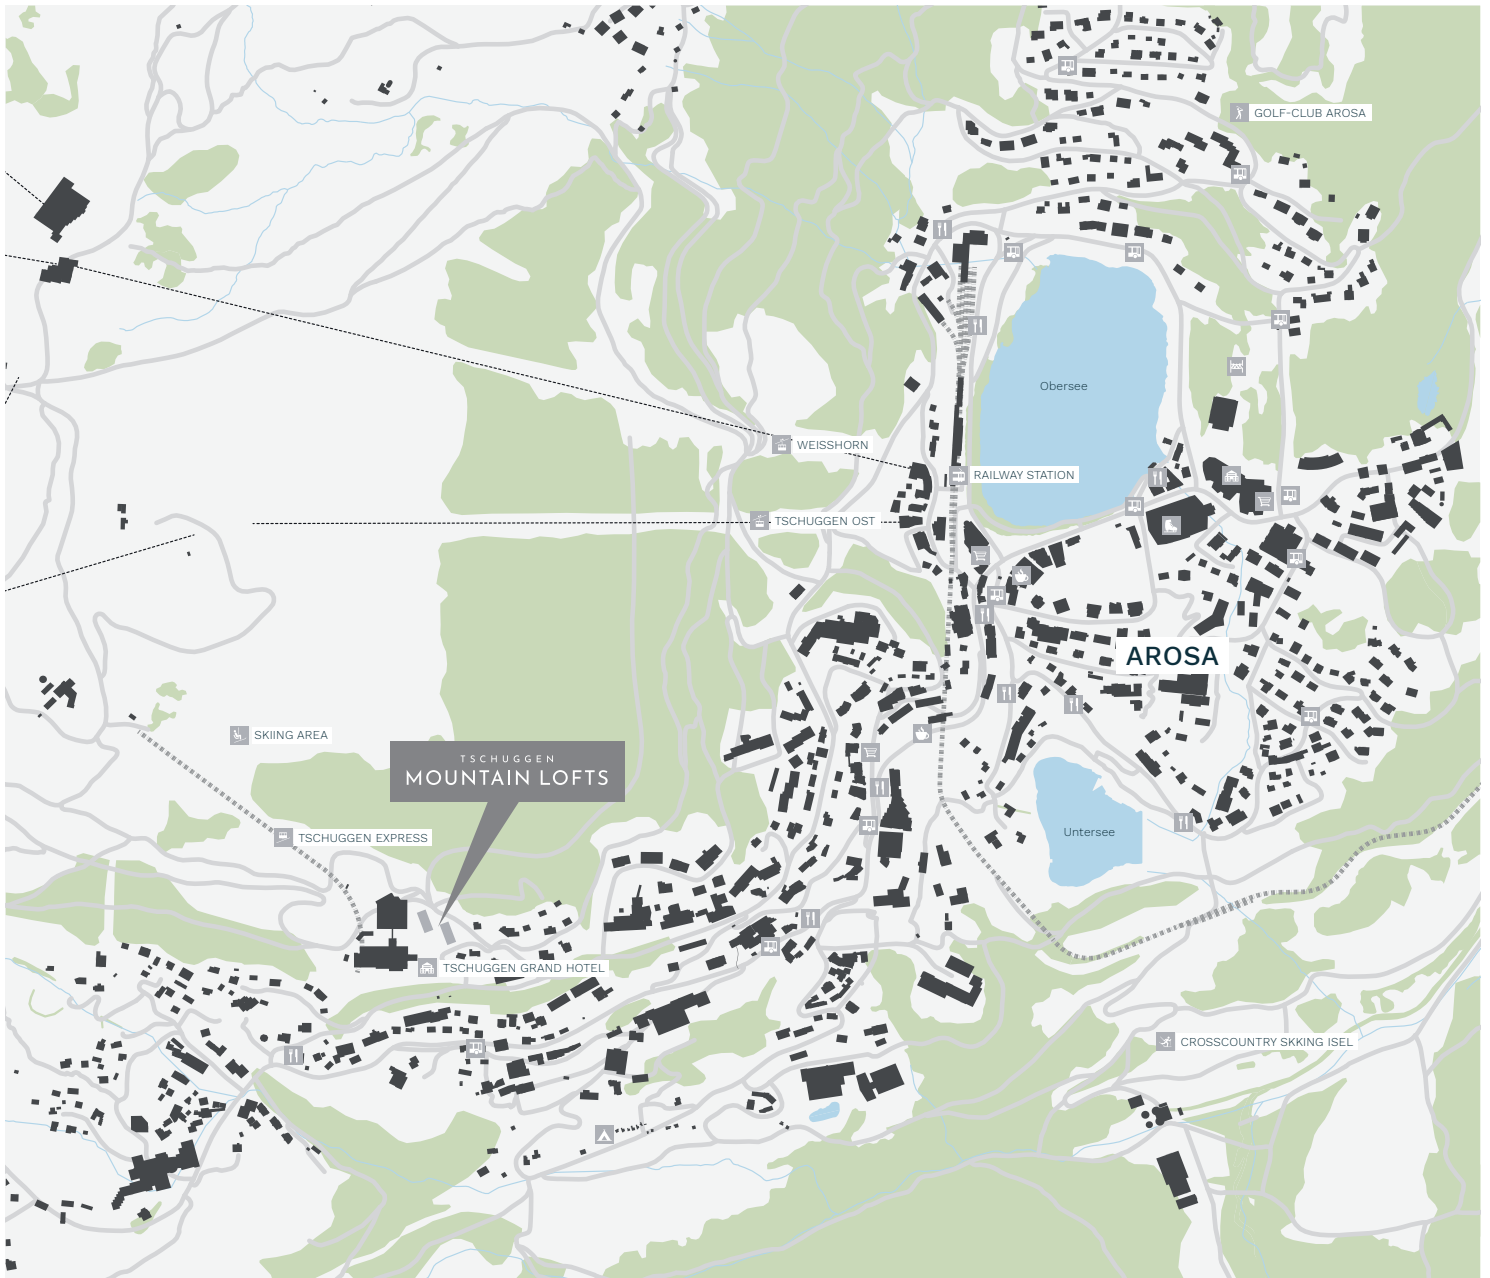 GOLF-CLUB AROSA
Obersee
WEISSHORN
RAILWAY STATION
TSCHUGGEN OST
AROSA
SKIING AREA
TSCHUGGEN
MOUNTAIN LOFTS
TSCHUGGEN EXPRESS
Untersee
TSCHUGGEN GRAND HOTEL
CROSSCOUNTRY SKKING ISEL